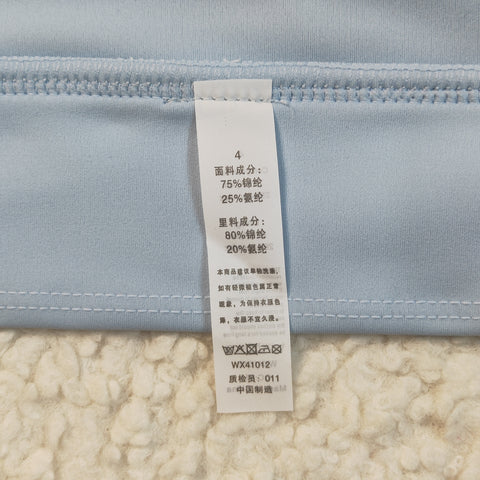 4
面料成分：
75%锦纶
25%氨纶
里料成分：
80%锦纶
20%氨纶
本商品建议单独洗涤，
如有轻微褪色属正常
现象，为保持衣服色
泽，衣服不宜久浸。
WX41012
质检员：011
中国制造